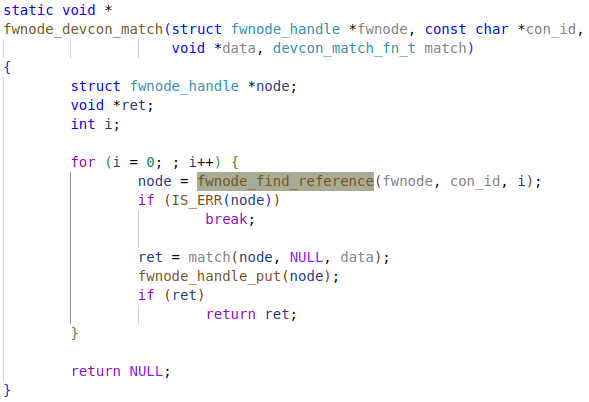 static void *
fwnode_devcon_match(struct fwnode_handle *fwnode, const char *con_id,
                    void *data, devcon_match_fn_t match)
{
        struct fwnode_handle *node;
        void *ret;
        int i;

        for (i = 0; ; i++) {
                node = fwnode_find_reference(fwnode, con_id, i);
                if (IS_ERR(node))
                        break;

                ret = match(node, NULL, data);
                fwnode_handle_put(node);
                if (ret)
                        return ret;
        }

        return NULL;
}